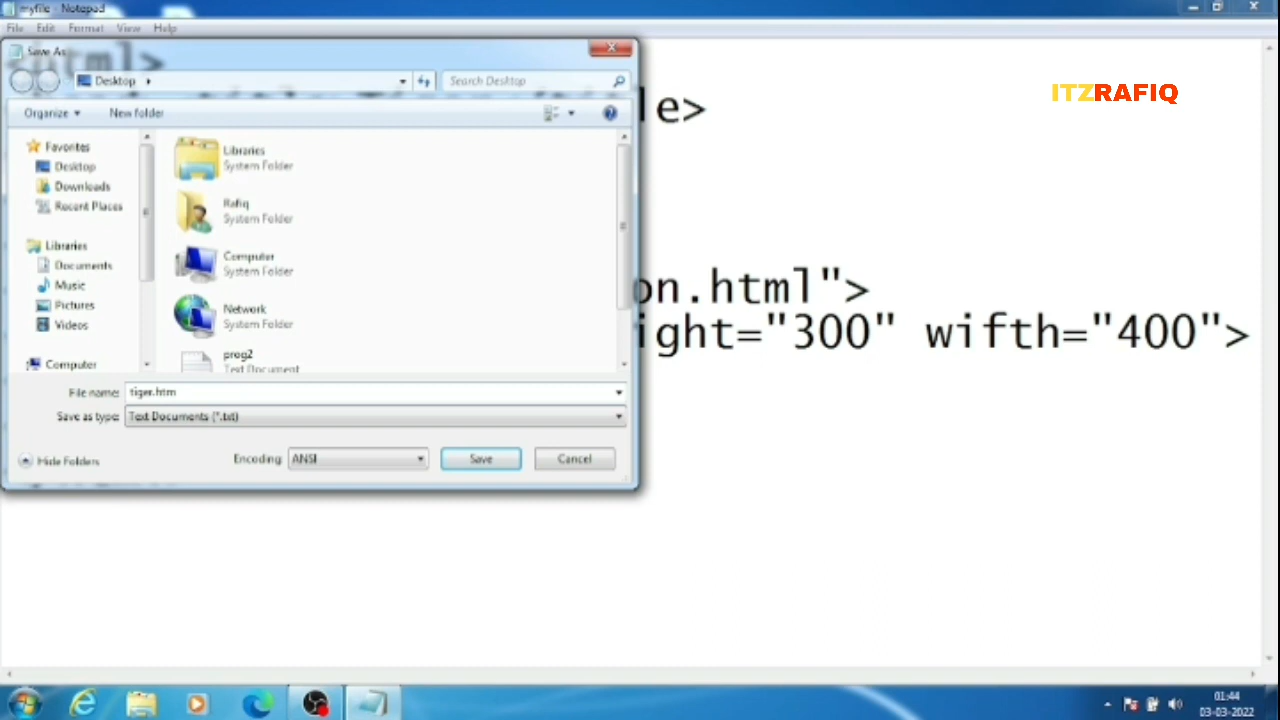 myfile - Notepad
File Edit Format View Help
html>
Save As
Desktop
Search Desktop
ITZRAFIQ
le>
Organize
New folder
Favorites
Desktop
Downloads
Recent Places
Libraries
Documents
Music
Pictures
Videos
Computer
Libraries
System Folder
Rafiq
System Folder
Computer
System Folder
Network
System Folder
prog2
Text Document
on.html">
ight="300" wifth="400">
File name: tiger.htm
Save as type: Text Documents (*.txt)
Hide Folders
Encoding: ANSI
Save
Cancel
01:44
03-03-2022